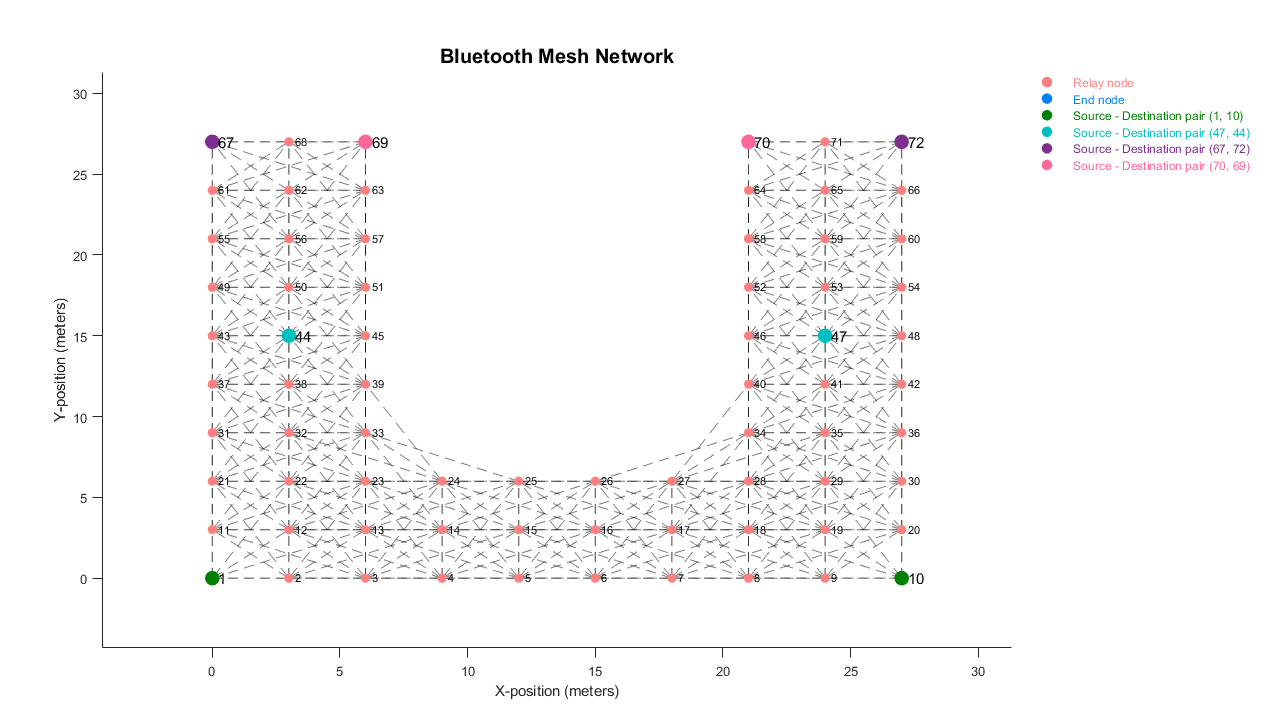 Bluetooth Mesh Network
Relay node
End node
Source - Destination pair (1, 10)
Source - Destination pair (47, 44)
Source - Destination pair (67, 72)
Source - Destination pair (70, 69)
30
67 68 69 70 71 72
25
61 62 63 64 65 66
55 56 57 58 59 60
20
49 50 51 52 53 54
15
43 44 45 46 47 48
37 38 39 40 41 42
10
31 32 33 34 35 36
21 22 23 24 25 26 27 28 29 30
5
11 12 13 14 15 16 17 18 19 20
0
1 2 3 4 5 6 7 8 9 10
Y-position (meters)
0 5 10 15 20 25 30
X-position (meters)